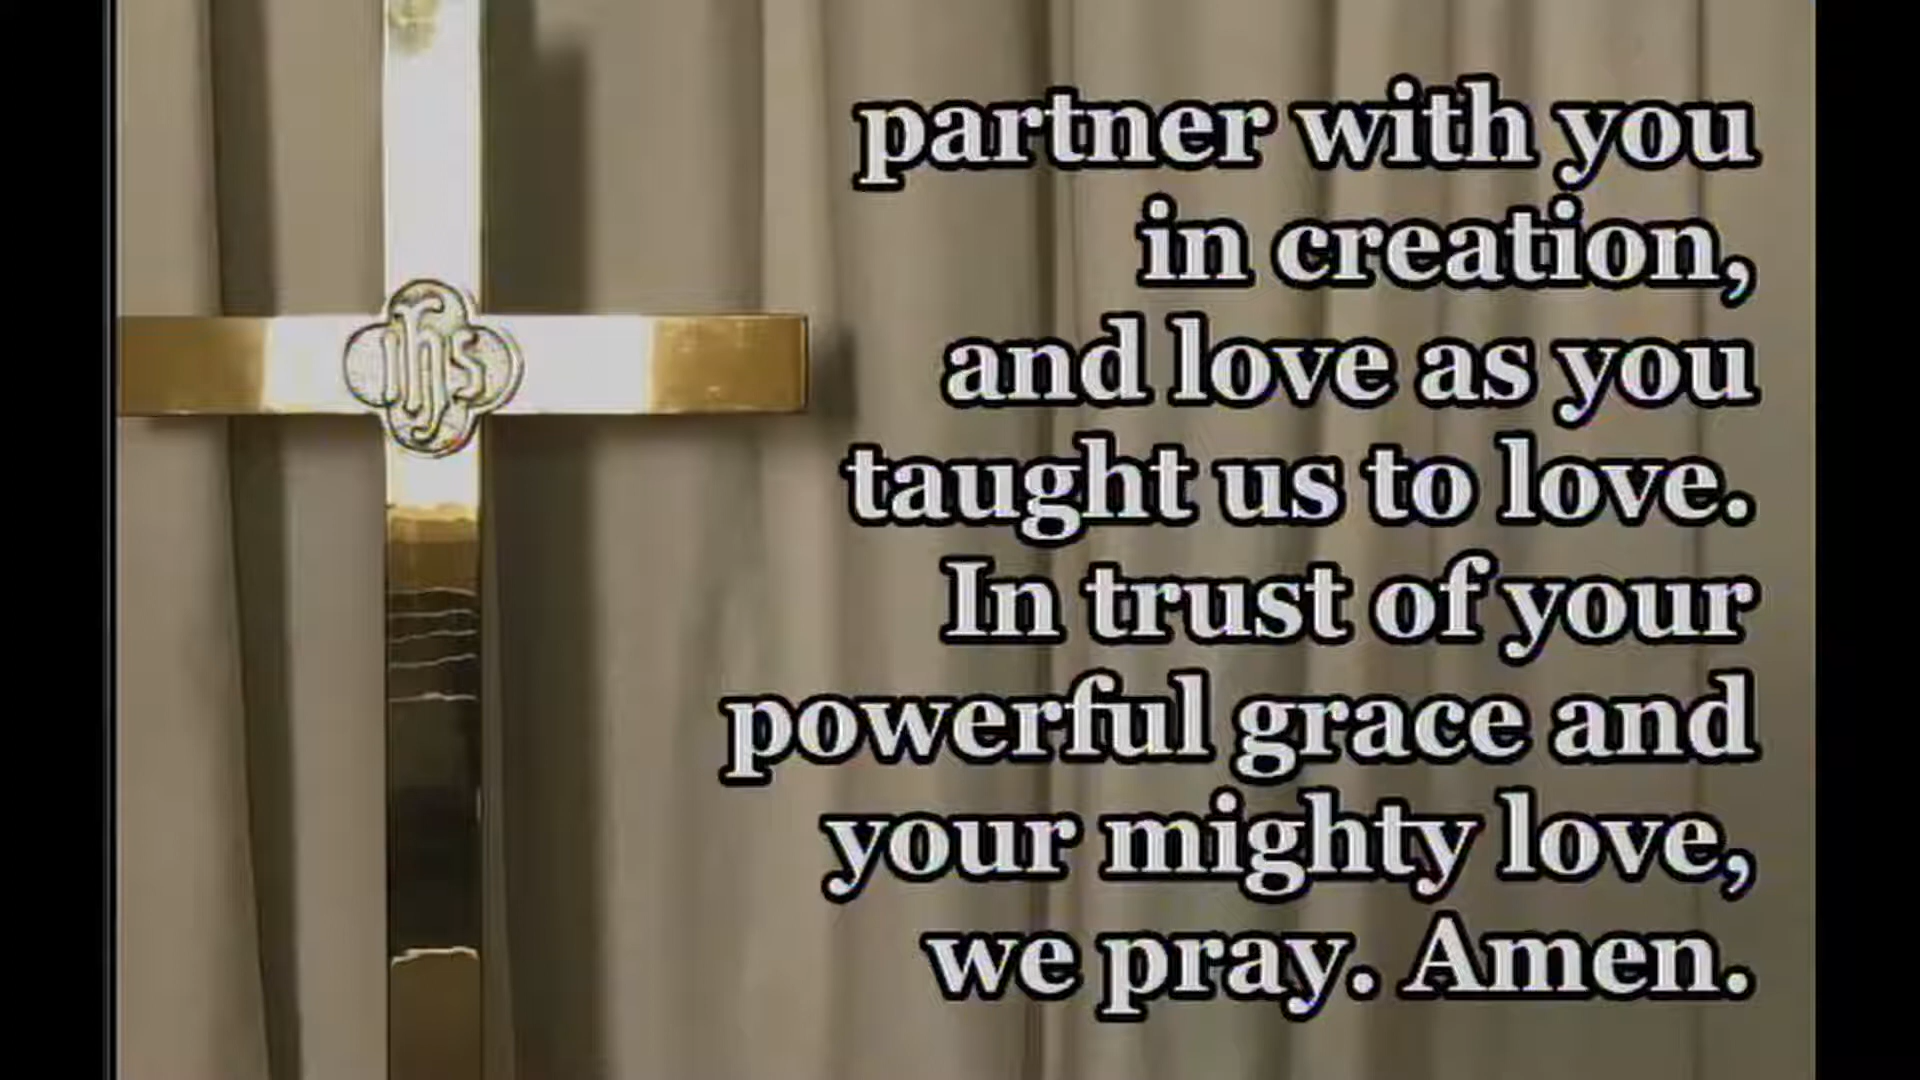 ihs
partner with you
in creation,
and love as you
taught us to love.
In trust of your
powerful grace and
your mighty love,
we pray. Amen.